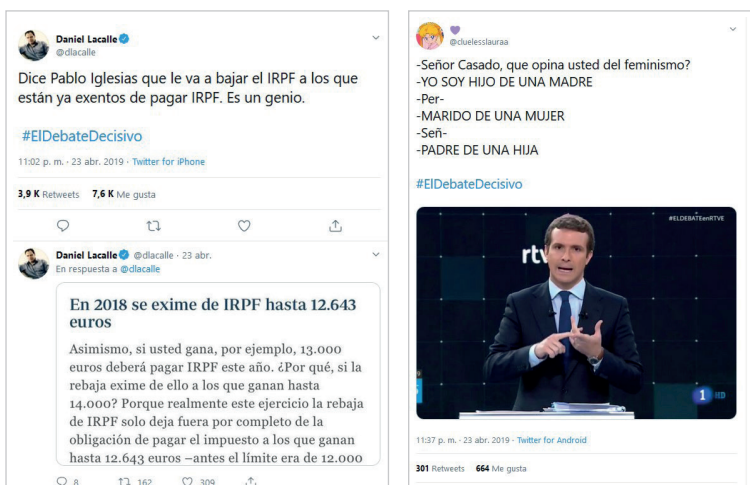 Daniel Lacalle
@dlacalle
Dice Pablo Iglesias que le va a bajar el IRPF a los que
están ya exentos de pagar IRPF. Es un genio.
#ElDebateDecisivo
11:02 p. m. · 23 abr. 2019 · Twitter for iPhone
3,9 K Retweets 7,6 K Me gusta
Daniel Lacalle @dlacalle · 23 abr.
En respuesta a @dlacalle
En 2018 se exime de IRPF hasta 12.643
euros
Asimismo, si usted gana, por ejemplo, 13.000
euros deberá pagar IRPF este año. ¿Por qué, si la
rebaja exime de ello a los que ganan hasta
14.000? Porque realmente este ejercicio la rebaja
de IRPF solo deja fuera por completo de la
obligación de pagar el impuesto a los que ganan
hasta 12.643 euros –antes el límite era de 12.000
8 162 309
@cluelesslauraa
-Señor Casado, que opina usted del feminismo?
-YO SOY HIJO DE UNA MADRE
-Per-
-MARIDO DE UNA MUJER
-Señ-
-PADRE DE UNA HIJA
#ElDebateDecisivo
#ELDEBATEenRTVE
rtv
1 HD
11:37 p. m. · 23 abr. 2019 · Twitter for Android
301 Retweets 664 Me gusta